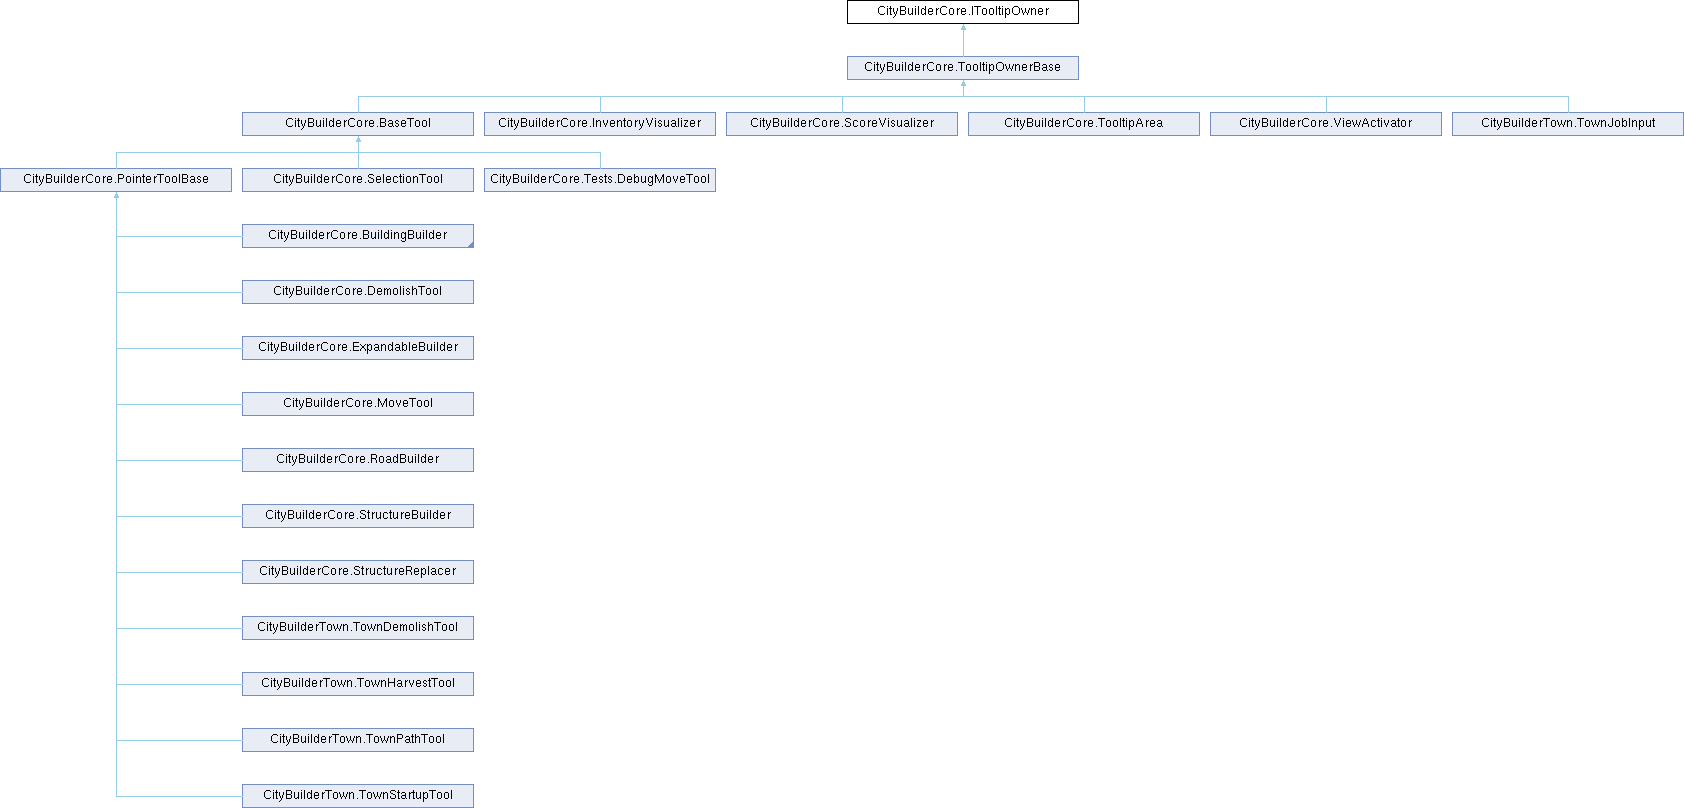 CityBuilderCore.ITooltipOwner
CityBuilderCore.TooltipOwnerBase
CityBuilderCore.BaseTool
CityBuilderCore.InventoryVisualizer
CityBuilderCore.ScoreVisualizer
CityBuilderCore.TooltipArea
CityBuilderCore.ViewActivator
CityBuilderTown.TownJobInput
CityBuilderCore.PointerToolBase
CityBuilderCore.SelectionTool
CityBuilderCore.Tests.DebugMoveTool
CityBuilderCore.BuildingBuilder
CityBuilderCore.DemolishTool
CityBuilderCore.ExpandableBuilder
CityBuilderCore.MoveTool
CityBuilderCore.RoadBuilder
CityBuilderCore.StructureBuilder
CityBuilderCore.StructureReplacer
CityBuilderTown.TownDemolishTool
CityBuilderTown.TownHarvestTool
CityBuilderTown.TownPathTool
CityBuilderTown.TownStartupTool